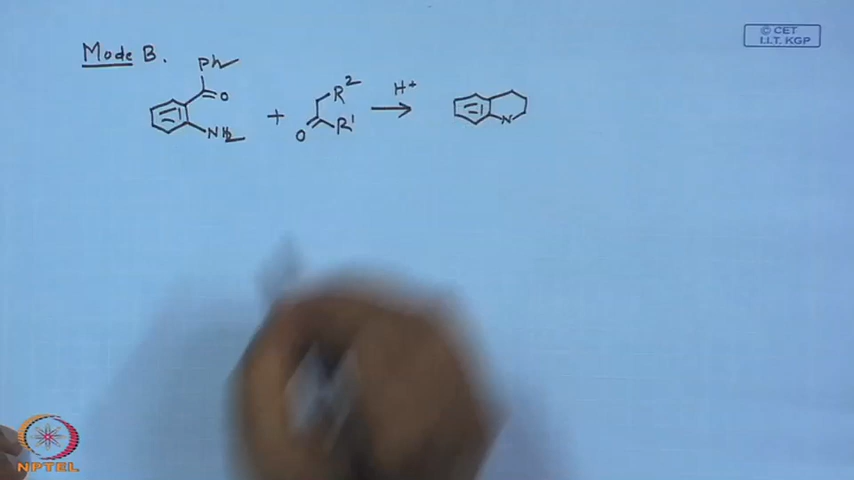 © CET
I.I.T. KGP
Mode B.
Ph
O
NH2
+
O
R2
R1
H+
N
NPTEL